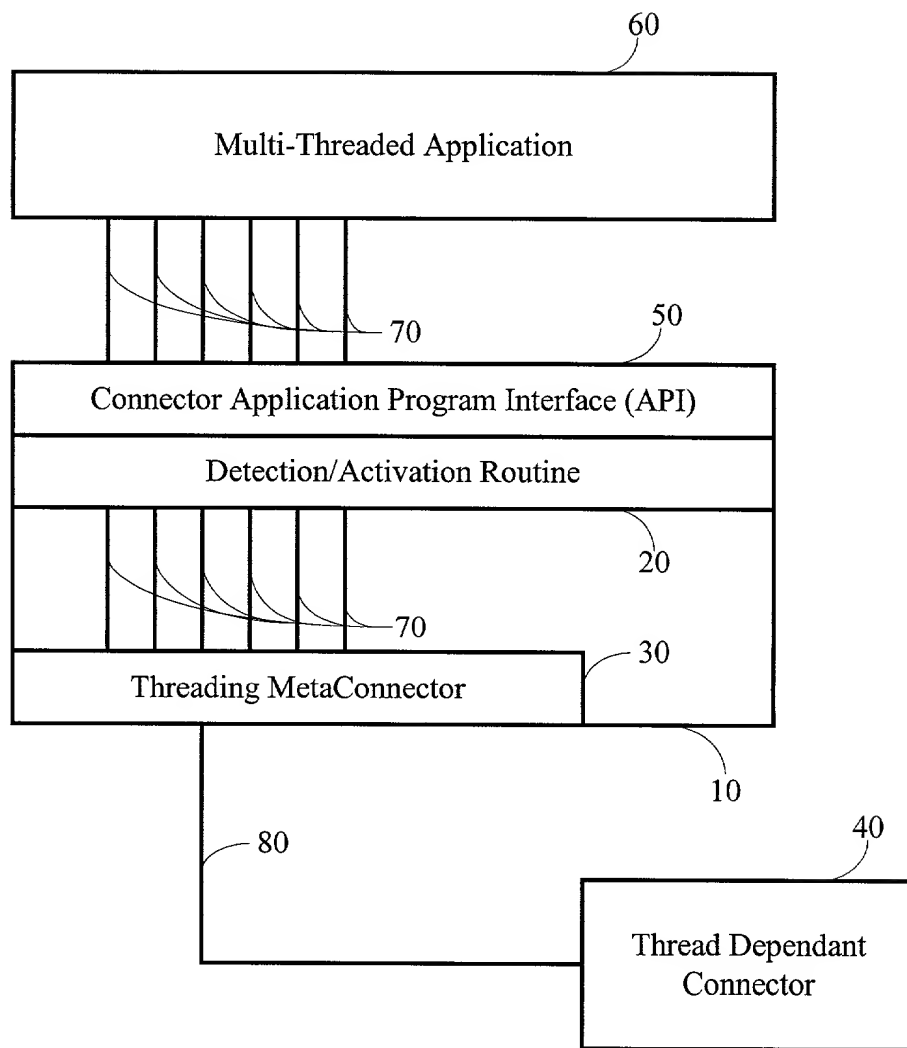 60
Multi-Threaded Application
70
50
Connector Application Program Interface (API)
Detection/Activation Routine
20
70
30
Threading MetaConnector
10
80
40
Thread Dependant
Connector